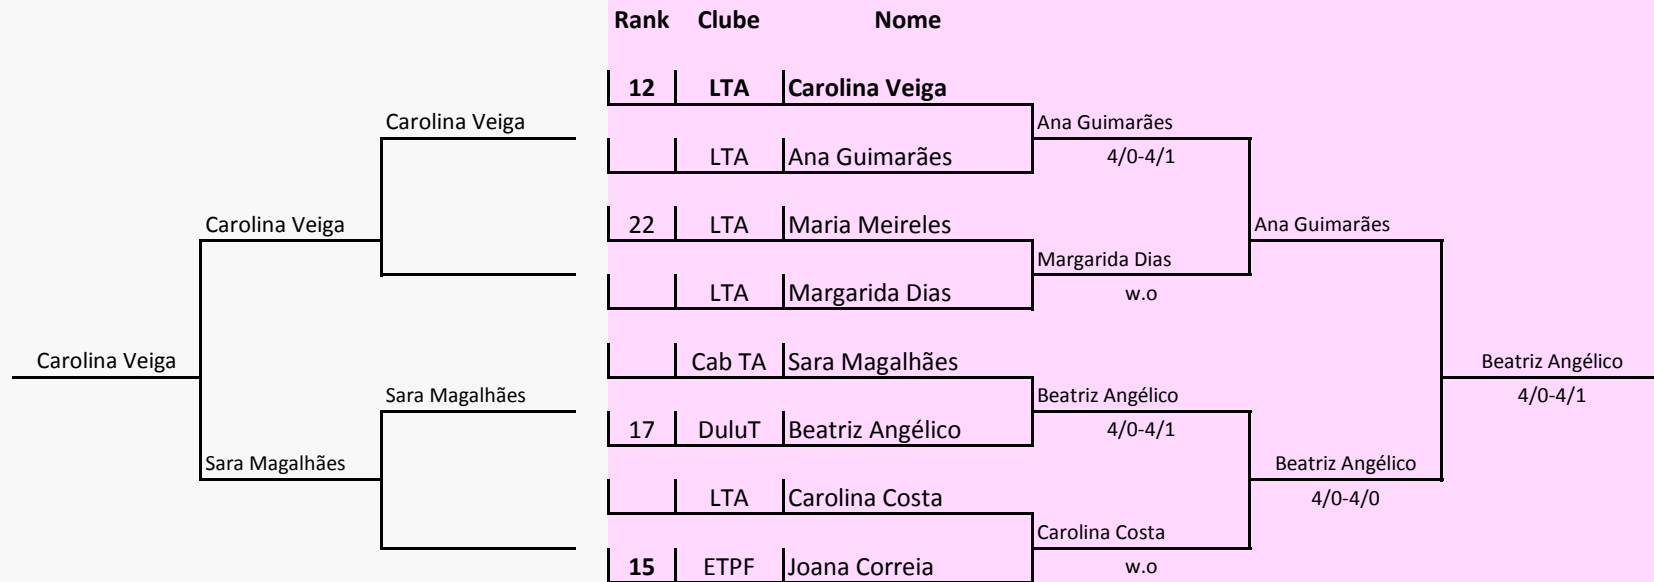 Rank Clube Nome
12 LTA Carolina Veiga
Carolina Veiga Ana Guimarães
LTA Ana Guimarães 4/0-4/1
Carolina Veiga 22 LTA Maria Meireles Ana Guimarães
Margarida Dias
LTA Margarida Dias w.o
Carolina Veiga Cab TA Sara Magalhães Beatriz Angélico
Sara Magalhães Beatriz Angélico 4/0-4/1
17 DuluT Beatriz Angélico 4/0-4/1
Sara Magalhães Beatriz Angélico
LTA Carolina Costa 4/0-4/0
Carolina Costa
15 ETPF Joana Correia w.o